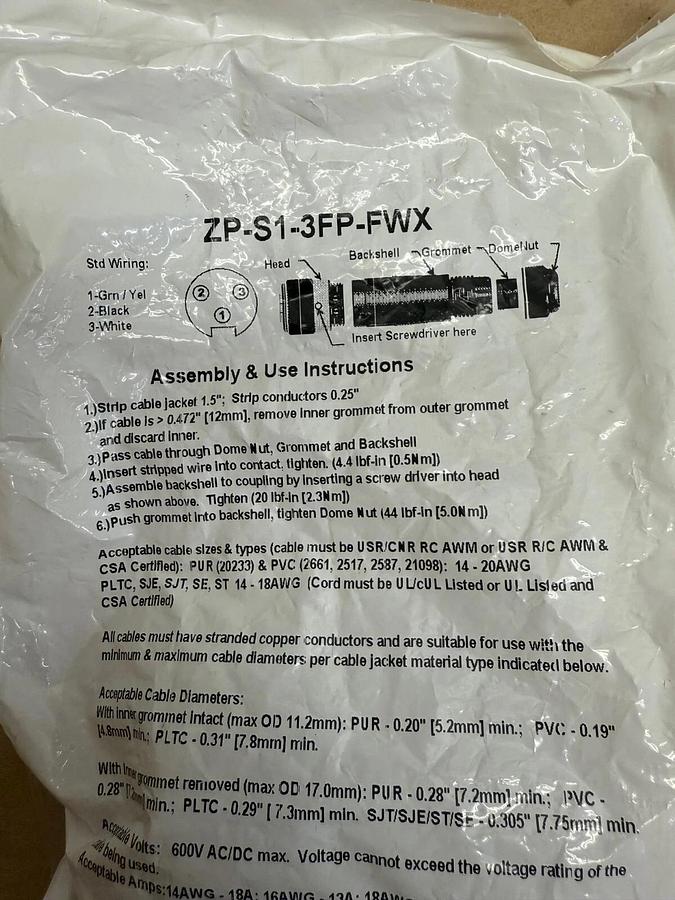 ZP-S1-3FP-FWX
Std Wiring:
1-Grn / Yel
2-Black
3-White
2
3
1
Head
Backshell
Grommet
DomeNut
Insert Screwdriver here
Assembly & Use Instructions
1.)Strip cable jacket 1.5"; Strip conductors 0.25"
2.)If cable is > 0.472" [12mm], remove inner grommet from outer grommet
and discard inner.
3.)Pass cable through Dome Nut, Grommet and Backshell
4.)Insert stripped wire into contact, tighten. (4.4 lbf-in [0.5Nm])
5.)Assemble backshell to coupling by inserting a screw driver into head
as shown above. Tighten (20 lbf-in [2.3Nm])
6.)Push grommet into backshell, tighten Dome Nut (44 lbf-in [5.0Nm])
Acceptable cable sizes & types (cable must be USR/CNR RC AWM or USR R/C AWM &
CSA Certified): PUR (20233) & PVC (2661, 2517, 2587, 21098): 14 - 20AWG
PLTC, SJE, SJT, SE, ST 14 - 18AWG (Cord must be UL/cUL Listed or UL Listed and
CSA Certified)
All cables must have stranded copper conductors and are suitable for use with the
minimum & maximum cable diameters per cable jacket material type indicated below.
Acceptable Cable Diameters:
With inner grommet intact (max OD 11.2mm): PUR - 0.20" [5.2mm] min.; PVC - 0.19"
[4.8mm] min.; PLTC - 0.31" [7.8mm] min.
With inner grommet removed (max OD 17.0mm): PUR - 0.28" [7.2mm] min.; PVC -
0.28" min.; PLTC - 0.29" [ 7.3mm] min. SJT/SJE/ST/SE - 0.305" [7.75mm] min.
Acceptable Volts: 600V AC/DC max. Voltage cannot exceed the voltage rating of the
being used.
Acceptable Amps:14AWG - 18A; 16AWG - 13A; 18AWG